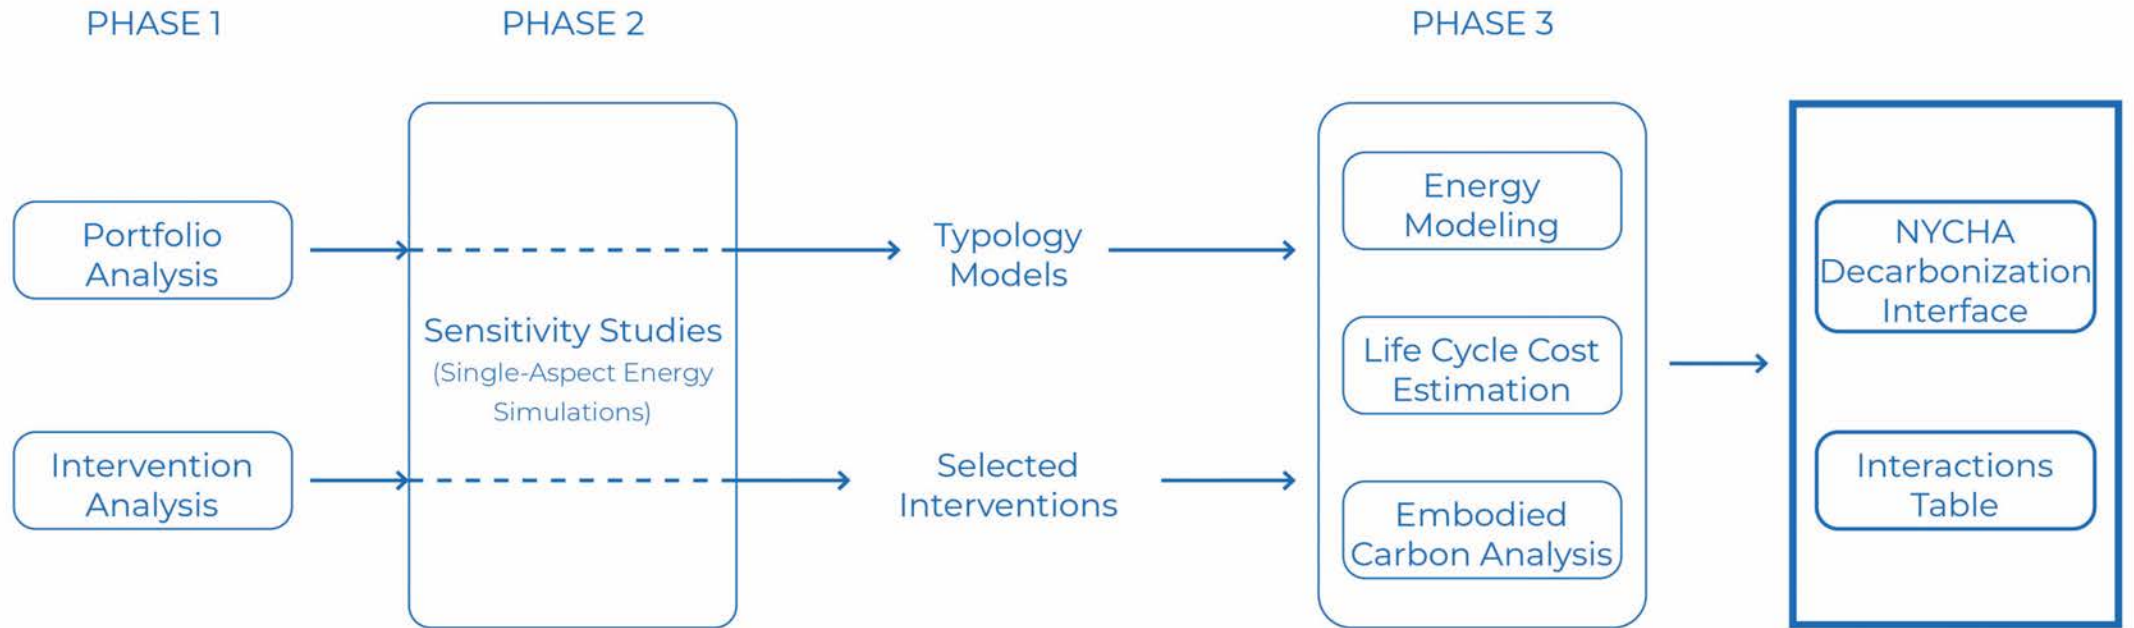 PHASE 1
PHASE 2
PHASE 3
Portfolio
Analysis
Intervention
Analysis
Sensitivity Studies
(Single-Aspect Energy
Simulations)
Typology
Models
Selected
Interventions
Energy
Modeling
Life Cycle Cost
Estimation
Embodied
Carbon Analysis
NYCHA
Decarbonization
Interface
Interactions
Table